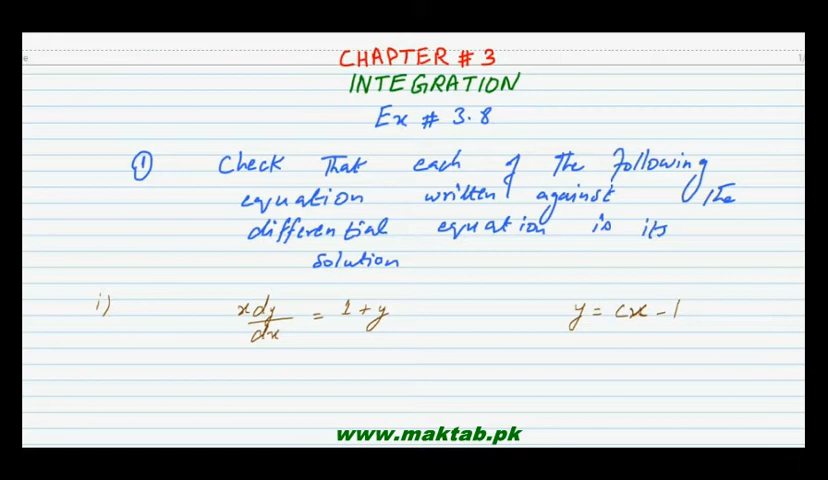 CHAPTER # 3
INTEGRATION
Ex # 3.8
① Check that each of the following
equation written against the
differential equation is its
solution
i) xdy/dx = 1 + y y = cx - 1
www.maktab.pk